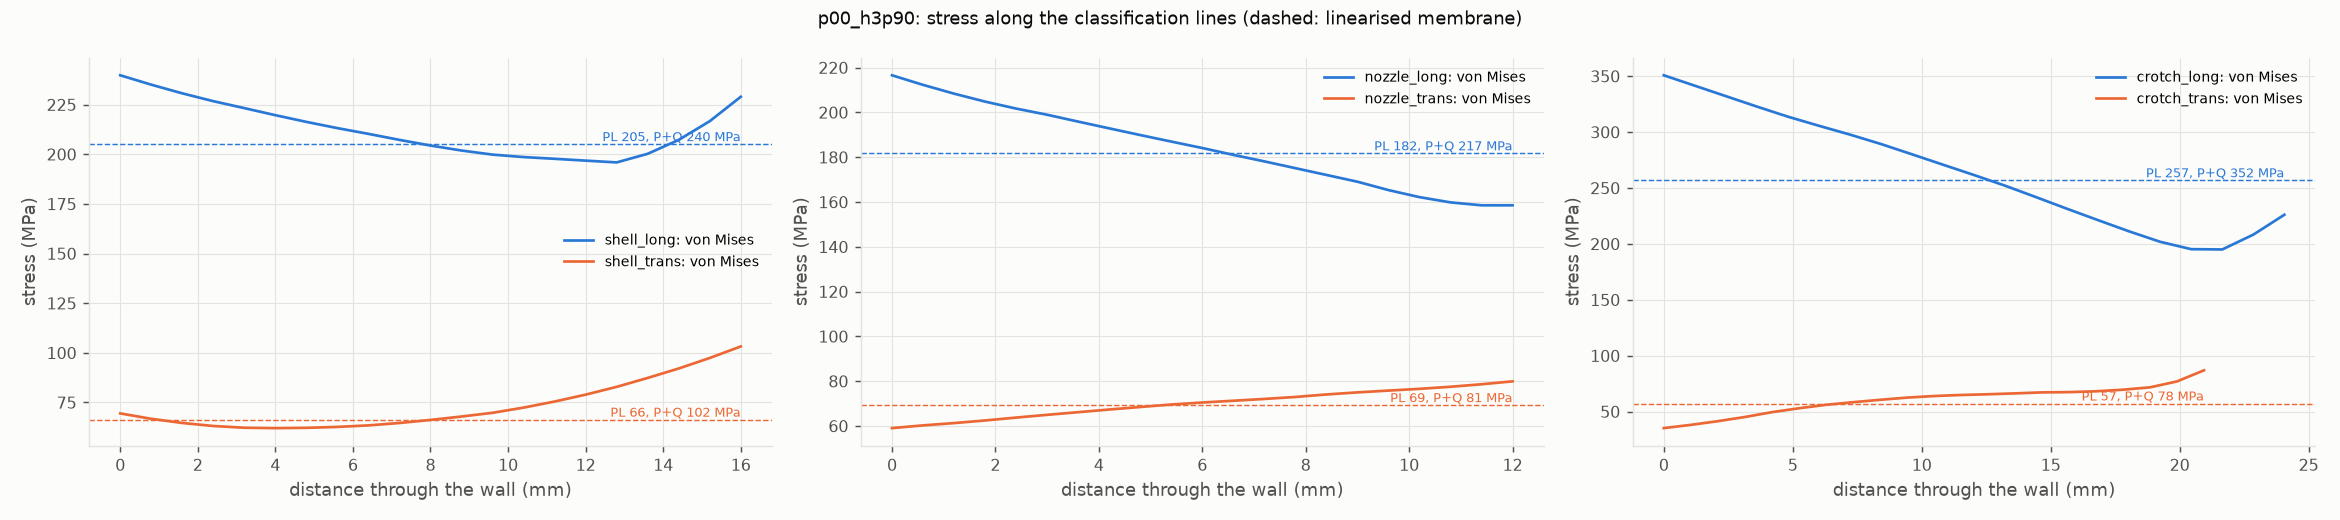 p00_h3p90: stress along the classification lines (dashed: linearised membrane)
stress (MPa)
225
200
175
150
125
100
75
PL 205, P+Q 240 MPa
shell_long: von Mises
shell_trans: von Mises
PL 66, P+Q 102 MPa
0 2 4 6 8 10 12 14 16
distance through the wall (mm)
stress (MPa)
220
200
180
160
140
120
100
80
60
nozzle_long: von Mises
nozzle_trans: von Mises
PL 182, P+Q 217 MPa
PL 69, P+Q 81 MPa
0 2 4 6 8 10 12
distance through the wall (mm)
stress (MPa)
350
300
250
200
150
100
50
crotch_long: von Mises
crotch_trans: von Mises
PL 257, P+Q 352 MPa
PL 57, P+Q 78 MPa
0 5 10 15 20 25
distance through the wall (mm)